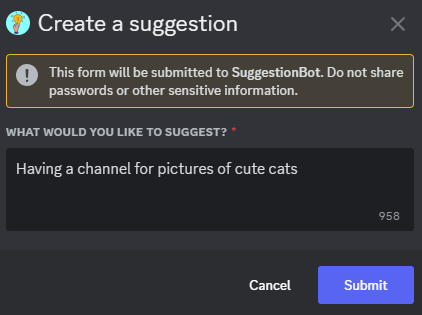 Create a suggestion
This form will be submitted to SuggestionBot. Do not share
passwords or other sensitive information.
WHAT WOULD YOU LIKE TO SUGGEST? *
Having a channel for pictures of cute cats
958
Cancel
Submit